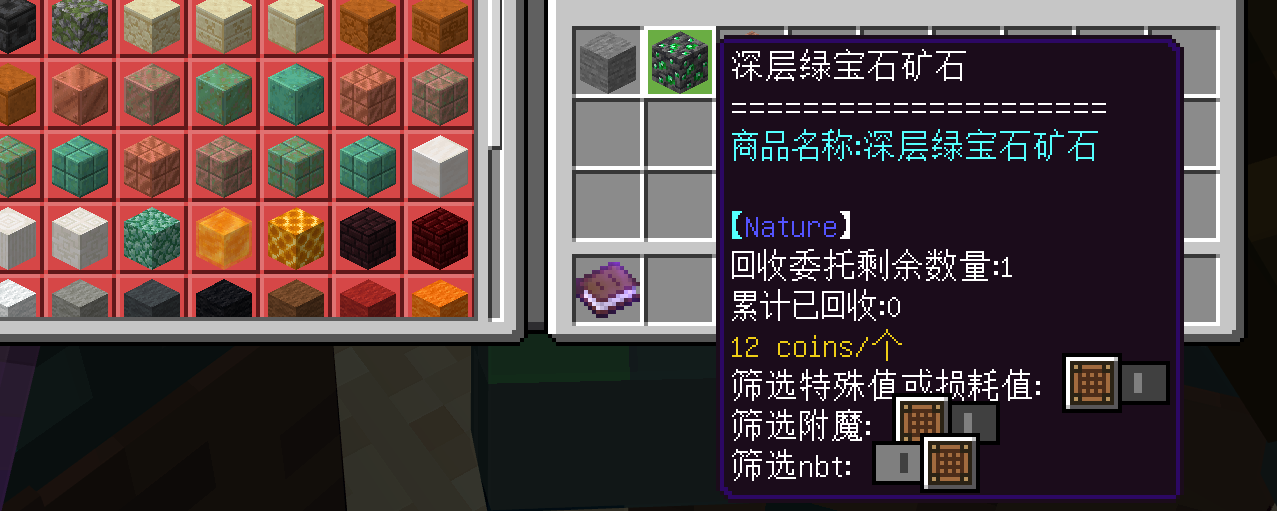 深层绿宝石矿石
======================
商品名称:深层绿宝石矿石
【Nature】
回收委托剩余数量:1
累计已回收:0
12 coins/个
筛选特殊值或损耗值:
筛选附魔:
筛选nbt: